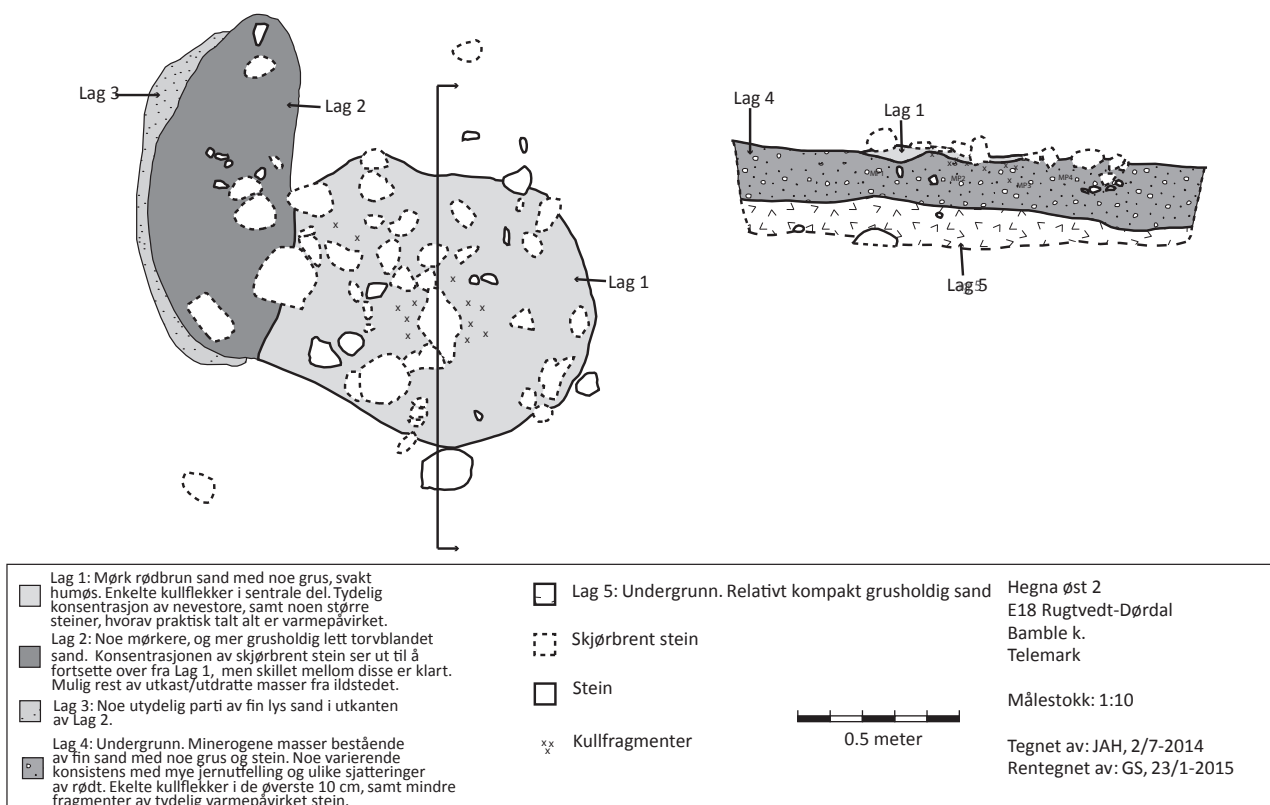 Lag 3
Lag 2
Lag 1
Lag 4
Lag 1
MP1
MP2
MP3
MP4
Lag 5
Lag 1: Mørk rødbrun sand med noe grus, svakt
humøs. Enkelte kullflekker i sentrale del. Tydelig
konsentrasjon av nevestore, samt noen større
steiner, hvorav praktisk talt alt er varmepåvirket.
Lag 2: Noe mørkere, og mer grusholdig lett torvblandet
sand. Konsentrasjonen av skjørbrent stein ser ut til å
fortsette over fra Lag 1, men skillet mellom disse er klart.
Mulig rest av utkast/utdratte masser fra ildstedet.
Lag 3: Noe utydelig parti av fin lys sand i utkanten
av Lag 2.
Lag 4: Undergrunn. Minerogene masser bestående
av fin sand med noe grus og stein. Noe varierende
konsistens med mye jernutfelling og ulike sjatteringer
av rødt. Ekelte kullflekker i de øverste 10 cm, samt mindre
fragmenter av tydelig varmepåvirket stein.
Lag 5: Undergrunn. Relativt kompakt grusholdig sand
Skjørbrent stein
Stein
Kullfragmenter
0.5 meter
Hegna øst 2
E18 Rugtvedt-Dørdal
Bamble k.
Telemark
Målestokk: 1:10
Tegnet av: JAH, 2/7-2014
Rentegnet av: GS, 23/1-2015